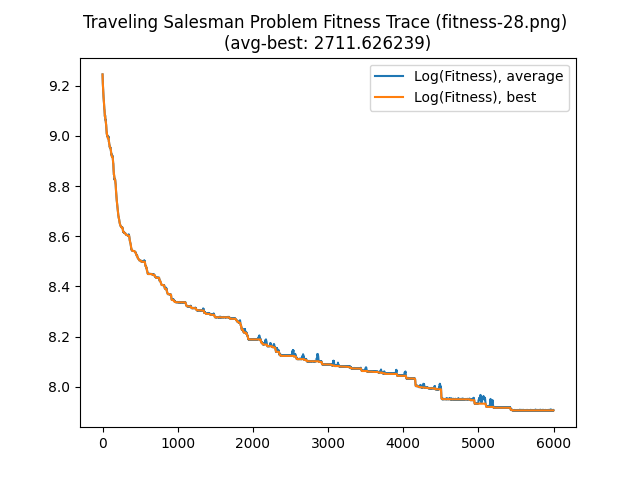 Traveling Salesman Problem Fitness Trace (fitness-28.png)
(avg-best: 2711.626239)
Log(Fitness), average
Log(Fitness), best
9.2
9.0
8.8
8.6
8.4
8.2
8.0
0 1000 2000 3000 4000 5000 6000